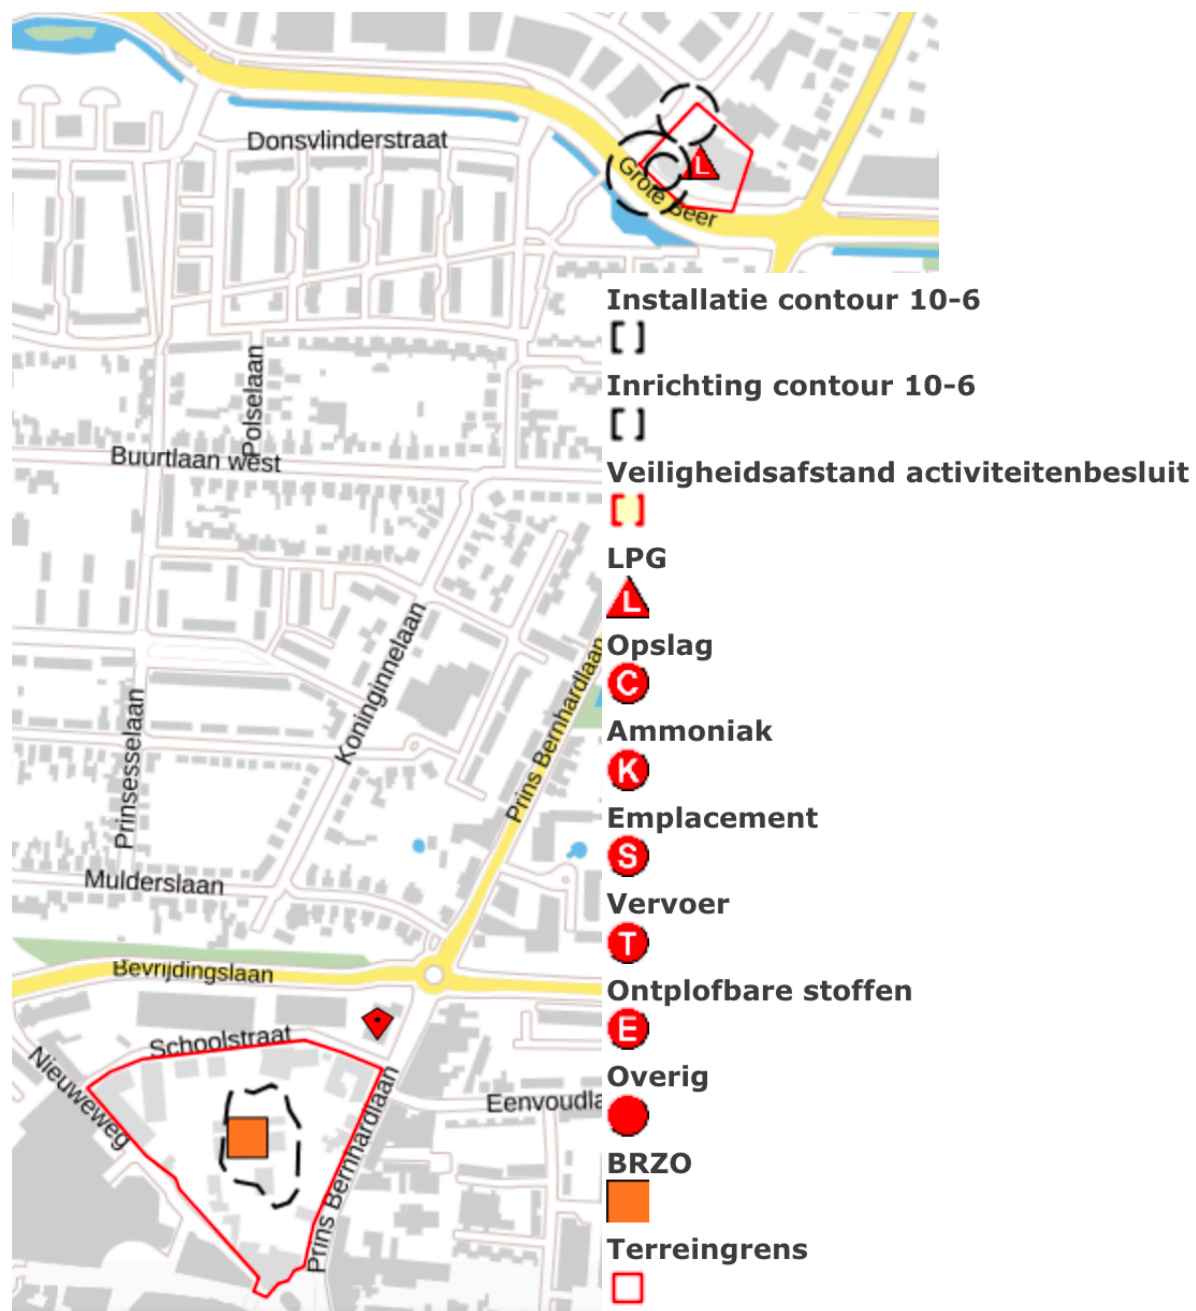 Donsvlinderstraat
L
Grote Beer
Polselaan
Buurtlaan west
Koninginnelaan
Prinsesselaan
Prins Bernhardlaan
Mulderslaan
Bevrijdingslaan
Schoolstraat
Nieuweweg
Prins Bernhardlaan
Eenvoudla
Installatie contour 10-6
Inrichting contour 10-6
Veiligheidsafstand activiteitenbesluit
LPG
L
Opslag
C
Ammoniak
K
Emplacement
S
Vervoer
T
Ontplofbare stoffen
E
Overig
BRZO
Terreingrens